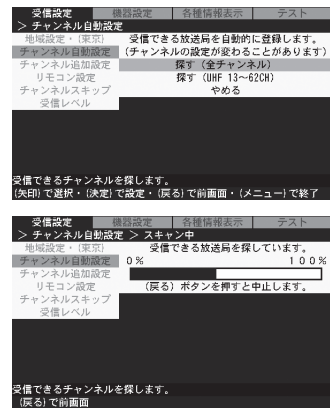 受信設定 機器設定 各種情報表示 テスト
> チャンネル自動設定
地域設定・(東京) 受信できる放送局を自動的に登録します。
チャンネル自動設定 (チャンネルの設定が変わることがあります)
チャンネル追加設定 探す (全チャンネル)
リモコン設定 探す (UHF 13〜62CH)
チャンネルスキップ やめる
受信レベル
受信できるチャンネルを探します。
(矢印)で選択・(決定)で設定・(戻る)で前画面・(メニュー)で終了
受信設定 機器設定 各種情報表示 テスト
> チャンネル自動設定 > スキャン中
地域設定・(東京) 受信できる放送局を探しています。
チャンネル自動設定 0% 100%
チャンネル追加設定
リモコン設定 (戻る) ボタンを押すと中止します。
チャンネルスキップ
受信レベル
受信できるチャンネルを探します。
(戻る)で前画面